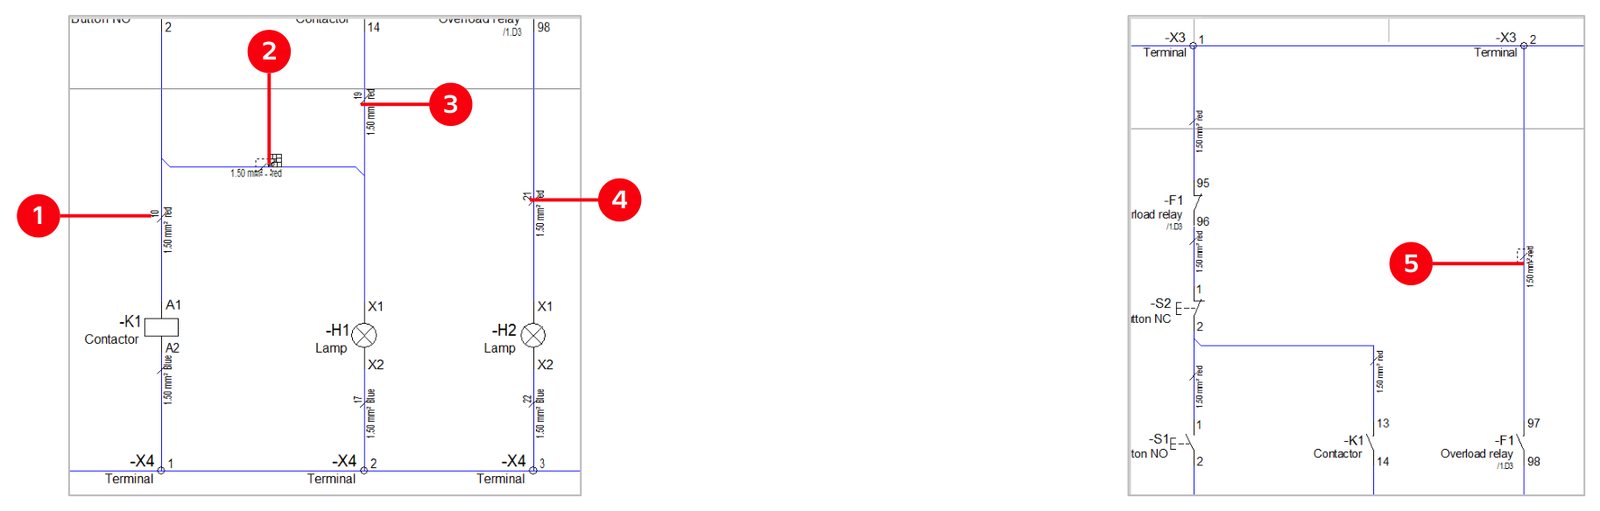 Button NO
2
Contactor
14
Overload relay
/1.D3
98
2
19
1.50 mm² red
3
1.50 mm² - red
1
1.50 mm² red
21
1.50 mm² red
4
A1
-K1
Contactor
A2
X1
-H1
Lamp
X2
X1
-H2
Lamp
X2
1.50 mm² Blue
17
1.50 mm² Blue
22
1.50 mm² Blue
-X4
1
Terminal
-X4
2
Terminal
-X4
3
Terminal
-X3
1
Terminal
-X3
2
Terminal
1.50 mm² red
95
-F1
rload relay
96
/1.D3
1.50 mm² red
5
1.50 mm² red
1
-S2
tton NC
2
1.50 mm² red
1.50 mm² red
1
-S1
ton NO
2
13
-K1
Contactor
14
97
-F1
Overload relay
/1.D3
98